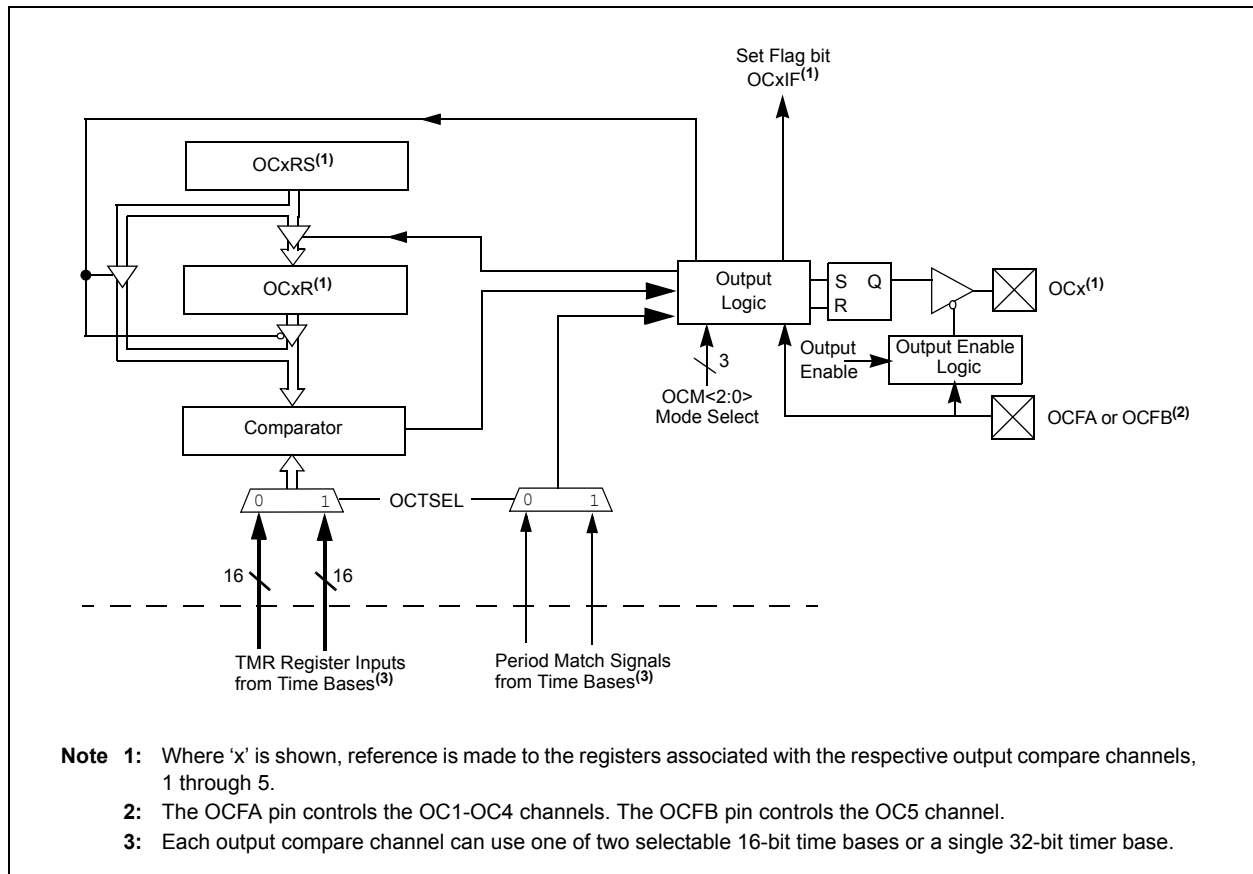 Set Flag bit
OCxIF(1)
OCxRS(1)
OCxR(1)
Output
Logic
S Q
R
OCx(1)
Output
Enable
Output Enable
Logic
3
OCM<2:0>
Mode Select
OCFA or OCFB(2)
Comparator
0 1
OCTSEL
0 1
16
16
TMR Register Inputs
from Time Bases(3)
Period Match Signals
from Time Bases(3)
Note 1: Where ‘x’ is shown, reference is made to the registers associated with the respective output compare channels,
1 through 5.
2: The OCFA pin controls the OC1-OC4 channels. The OCFB pin controls the OC5 channel.
3: Each output compare channel can use one of two selectable 16-bit time bases or a single 32-bit timer base.